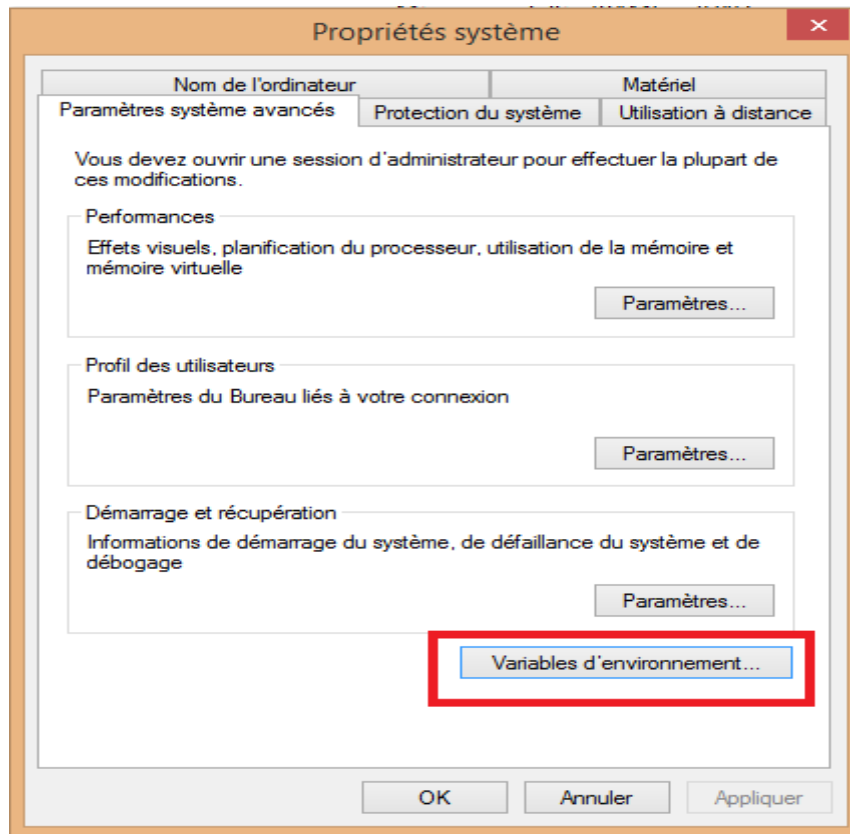 Propriétés système
Nom de l'ordinateur
Matériel
Paramètres système avancés
Protection du système
Utilisation à distance
Vous devez ouvrir une session d'administrateur pour effectuer la plupart de
ces modifications.
Performances
Effets visuels, planification du processeur, utilisation de la mémoire et
mémoire virtuelle
Paramètres...
Profil des utilisateurs
Paramètres du Bureau liés à votre connexion
Paramètres...
Démarrage et récupération
Informations de démarrage du système, de défaillance du système et de
débogage
Paramètres...
Variables d'environnement...
OK
Annuler
Appliquer